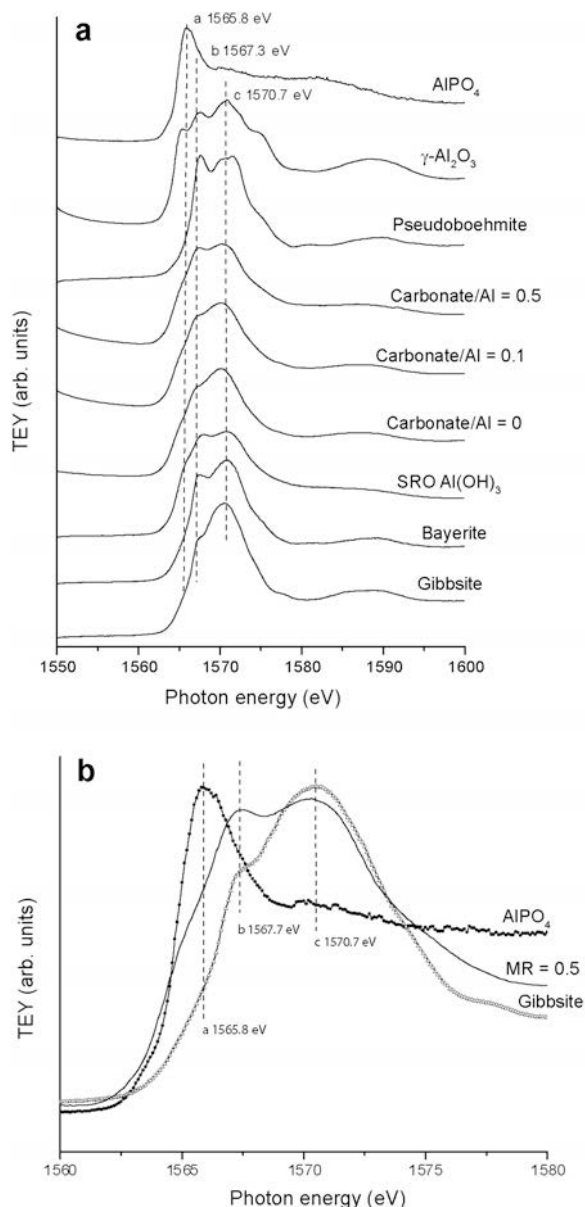 a
a 1565.8 eV
b 1567.3 eV
c 1570.7 eV
AlPO4
γ-Al2O3
Pseudoboehmite
Carbonate/Al = 0.5
Carbonate/Al = 0.1
Carbonate/Al = 0
SRO Al(OH)3
Bayerite
Gibbsite
TEY (arb. units)
1550 1560 1570 1580 1590 1600
Photon energy (eV)
b
AlPO4
b 1567.7 eV
c 1570.7 eV
MR = 0.5
Gibbsite
a 1565.8 eV
TEY (arb. units)
1560 1565 1570 1575 1580
Photon energy (eV)